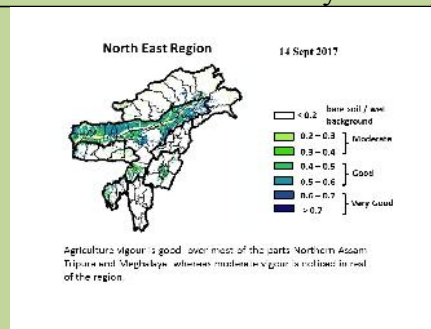 North East Region
14 Sept 2017
< 0.2 bare soil / wet background
0.2 – 0.3
0.3 – 0.4
Moderate
0.4 – 0.5
0.5 – 0.6
Good
0.6 – 0.7
> 0.7
Very Good
Agriculture vigour is good over most of the parts Northern Assam
Tripura and Meghalaya whereas moderate vigour is noticed in rest
of the region.